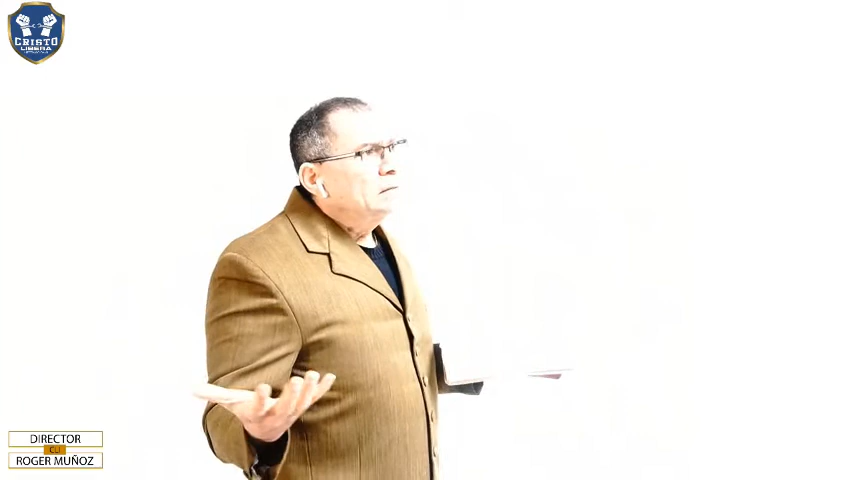 CRISTO
LIBERA
DIRECTOR
CLI
ROGER MUÑOZ